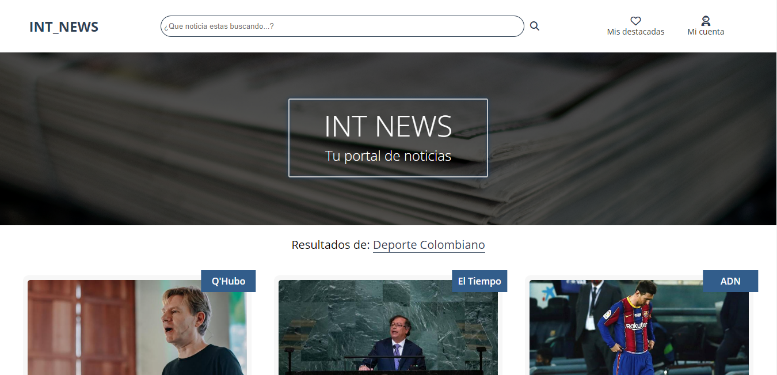 INT_NEWS
¿Que noticia estas buscando...?
Mis destacadas
Mi cuenta
INT NEWS
Tu portal de noticias
Resultados de: Deporte Colombiano
Q'Hubo
El Tiempo
ADN
Rakuten